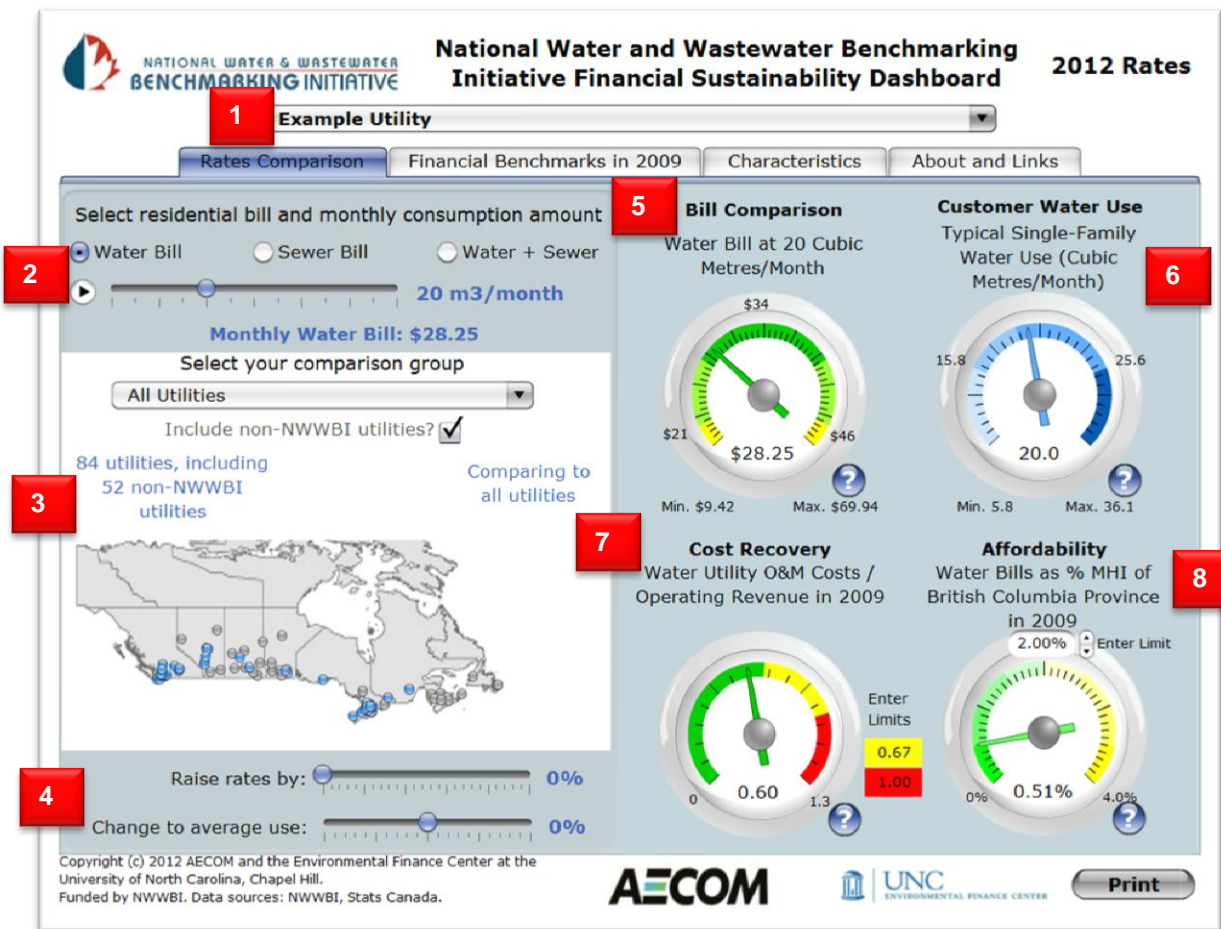 NATIONAL WATER & WASTEWATER
BENCHMARKING INITIATIVE
National Water and Wastewater Benchmarking
Initiative Financial Sustainability Dashboard
2012 Rates
1
Example Utility
Rates Comparison
Financial Benchmarks in 2009
Characteristics
About and Links
Select residential bill and monthly consumption amount
2
Water Bill
Sewer Bill
Water + Sewer
20 m3/month
Monthly Water Bill: $28.25
Select your comparison group
All Utilities
Include non-NWWBI utilities?
3
84 utilities, including
52 non-NWWBI
utilities
Comparing to
all utilities
4
Raise rates by:
0%
Change to average use:
0%
5
Bill Comparison
Water Bill at 20 Cubic
Metres/Month
$34
$21
$46
$28.25
?
Min. $9.42
Max. $69.94
6
Customer Water Use
Typical Single-Family
Water Use (Cubic
Metres/Month)
15.8
25.6
20.0
?
Min. 5.8
Max. 36.1
7
Cost Recovery
Water Utility O&M Costs /
Operating Revenue in 2009
Enter
Limits
0.67
1.00
0
0.60
1.3
?
8
Affordability
Water Bills as % MHI of
British Columbia Province
in 2009
2.00%
Enter Limit
0%
0.51%
4.0%
?
Copyright (c) 2012 AECOM and the Environmental Finance Center at the
University of North Carolina, Chapel Hill.
Funded by NWWBI. Data sources: NWWBI, Stats Canada.
AECOM
UNC
ENVIRONMENTAL FINANCE CENTER
Print